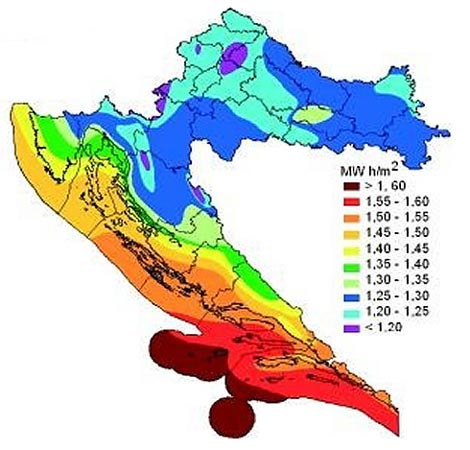 MW h/m2
> 1, 60
1,55 - 1,60
1,50 - 1,55
1,45 - 1,50
1,40 - 1,45
1,35 - 1,40
1,30 - 1,35
1,25 - 1,30
1,20 - 1,25
< 1,20